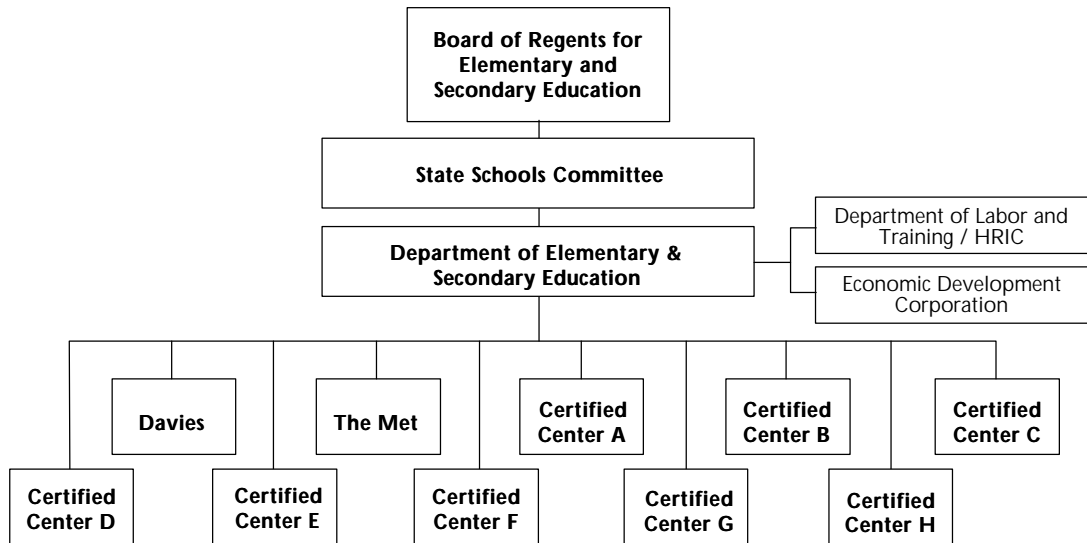 Board of Regents for
Elementary and
Secondary Education
State Schools Committee
Department of Elementary &
Secondary Education
Department of Labor and
Training / HRIC
Economic Development
Corporation
Davies
The Met
Certified
Center A
Certified
Center B
Certified
Center C
Certified
Center D
Certified
Center E
Certified
Center F
Certified
Center G
Certified
Center H